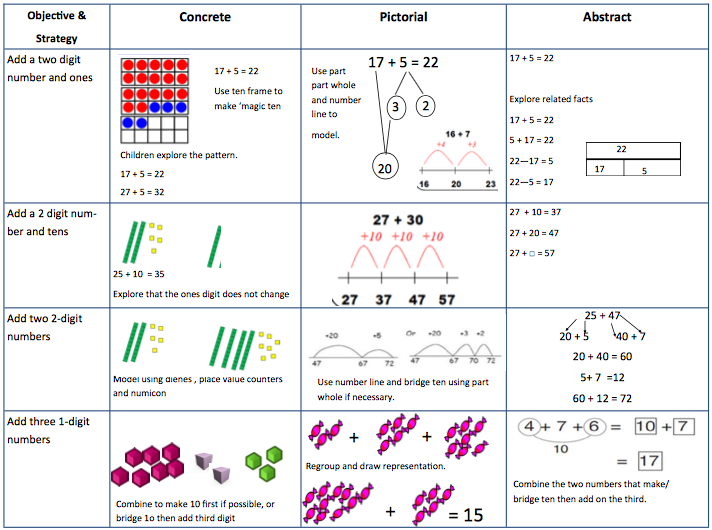 Objective &
Strategy
Concrete
Pictorial
Abstract
Add a two digit
number and ones
17 + 5 = 22
Use ten frame to
make ‘magic ten
Children explore the pattern.
17 + 5 = 22
27 + 5 = 32
17 + 5 = 22
Use part
part whole
and number
line to
model.
3
2
20
16 + 7
+4
+3
16
20
23
17 + 5 = 22
Explore related facts
17 + 5 = 22
5 + 17 = 22
22—17 = 5
22—5 = 17
22
17
5
Add a 2 digit num-
ber and tens
25 + 10 = 35
Explore that the ones digit does not change
27 + 30
+10 +10 +10
27 37 47 57
27 + 10 = 37
27 + 20 = 47
27 + □ = 57
Add two 2-digit
numbers
Model using dienes , place value counters
and numicon
+20
+5
47
67
72
Or
+20
+3
+2
47
67
70
72
Use number line and bridge ten using part
whole if necessary.
25 + 47
20 + 5
40 + 7
20 + 40 = 60
5+ 7 =12
60 + 12 = 72
Add three 1-digit
numbers
Combine to make 10 first if possible, or
bridge 1o then add third digit
+
+
Regroup and draw representation.
+
= 15
4 + 7 + 6 = 10 + 7
10
= 17
Combine the two numbers that make/
bridge ten then add on the third.